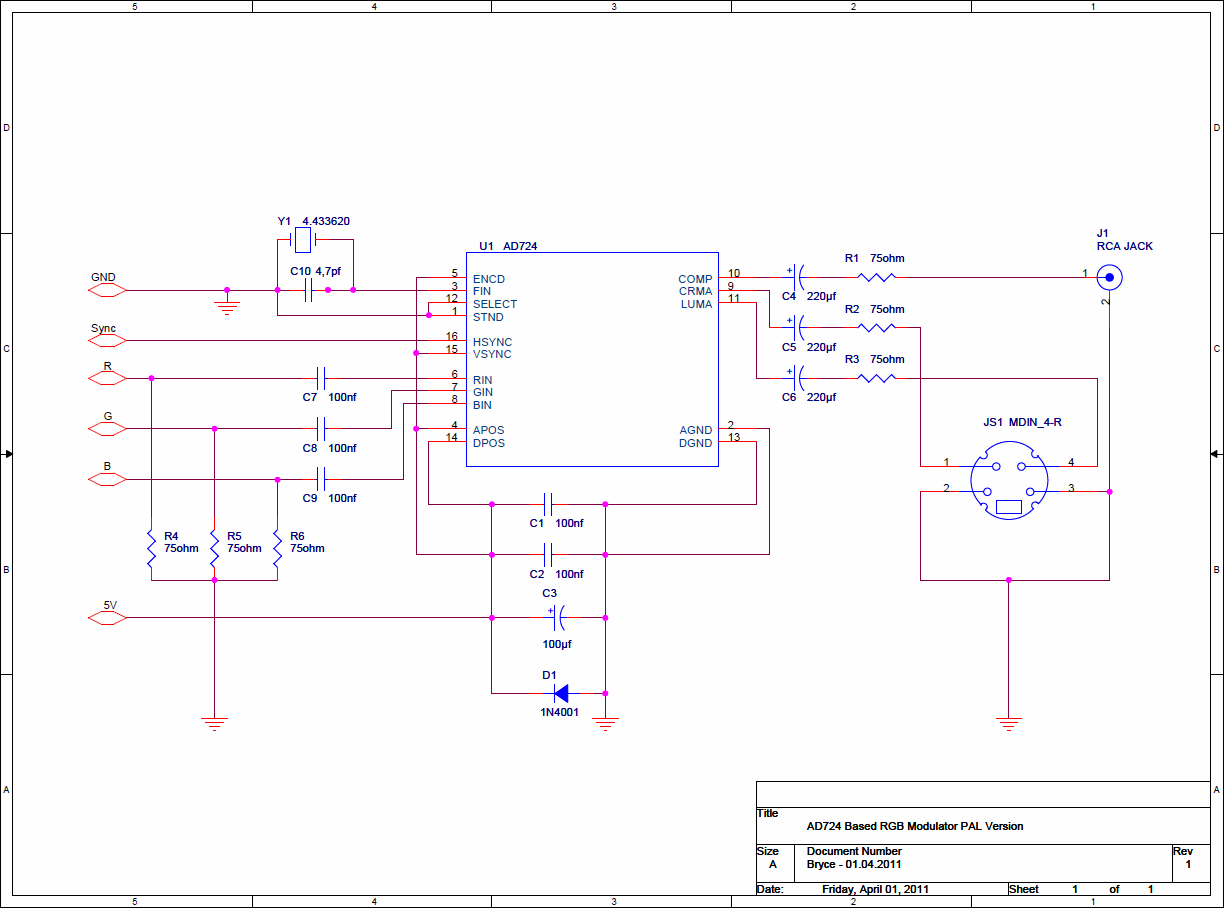 5 4 3 2 1
D D
C C
B B
A A
Y1 4.433620
C10 4,7pf
GND
Sync
R
G
B
5V
C7 100nf
C8 100nf
C9 100nf
R4
75ohm
R5
75ohm
R6
75ohm
U1 AD724
5 ENCD
3 FIN
12 SELECT
1 STND
16 HSYNC
15 VSYNC
6 RIN
7 GIN
8 BIN
4 APOS
14 DPOS
COMP 10
CRMA 9
LUMA 11
AGND 2
DGND 13
C1 100nf
C2 100nf
C3
+
100µf
D1
1N4001
+
C4 220µf
+
C5 220µf
+
C6 220µf
R1 75ohm
R2 75ohm
R3 75ohm
J1
RCA JACK
1
2
JS1 MDIN_4-R
1 4
2 3
Title
AD724 Based RGB Modulator PAL Version
Size Document Number Rev
A Bryce - 01.04.2011 1
Date: Friday, April 01, 2011 Sheet 1 of 1
5 4 3 2 1